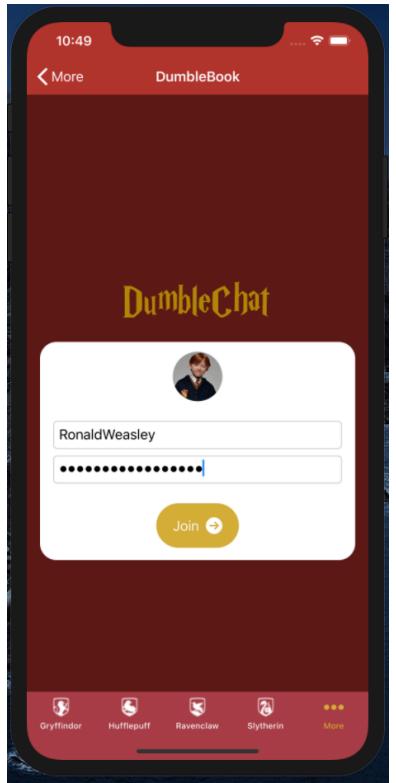 10:49
More DumbleBook
DumbleChat
RonaldWeasley
•••••••••••••••••
Join
Gryffindor Hufflepuff Ravenclaw Slytherin More